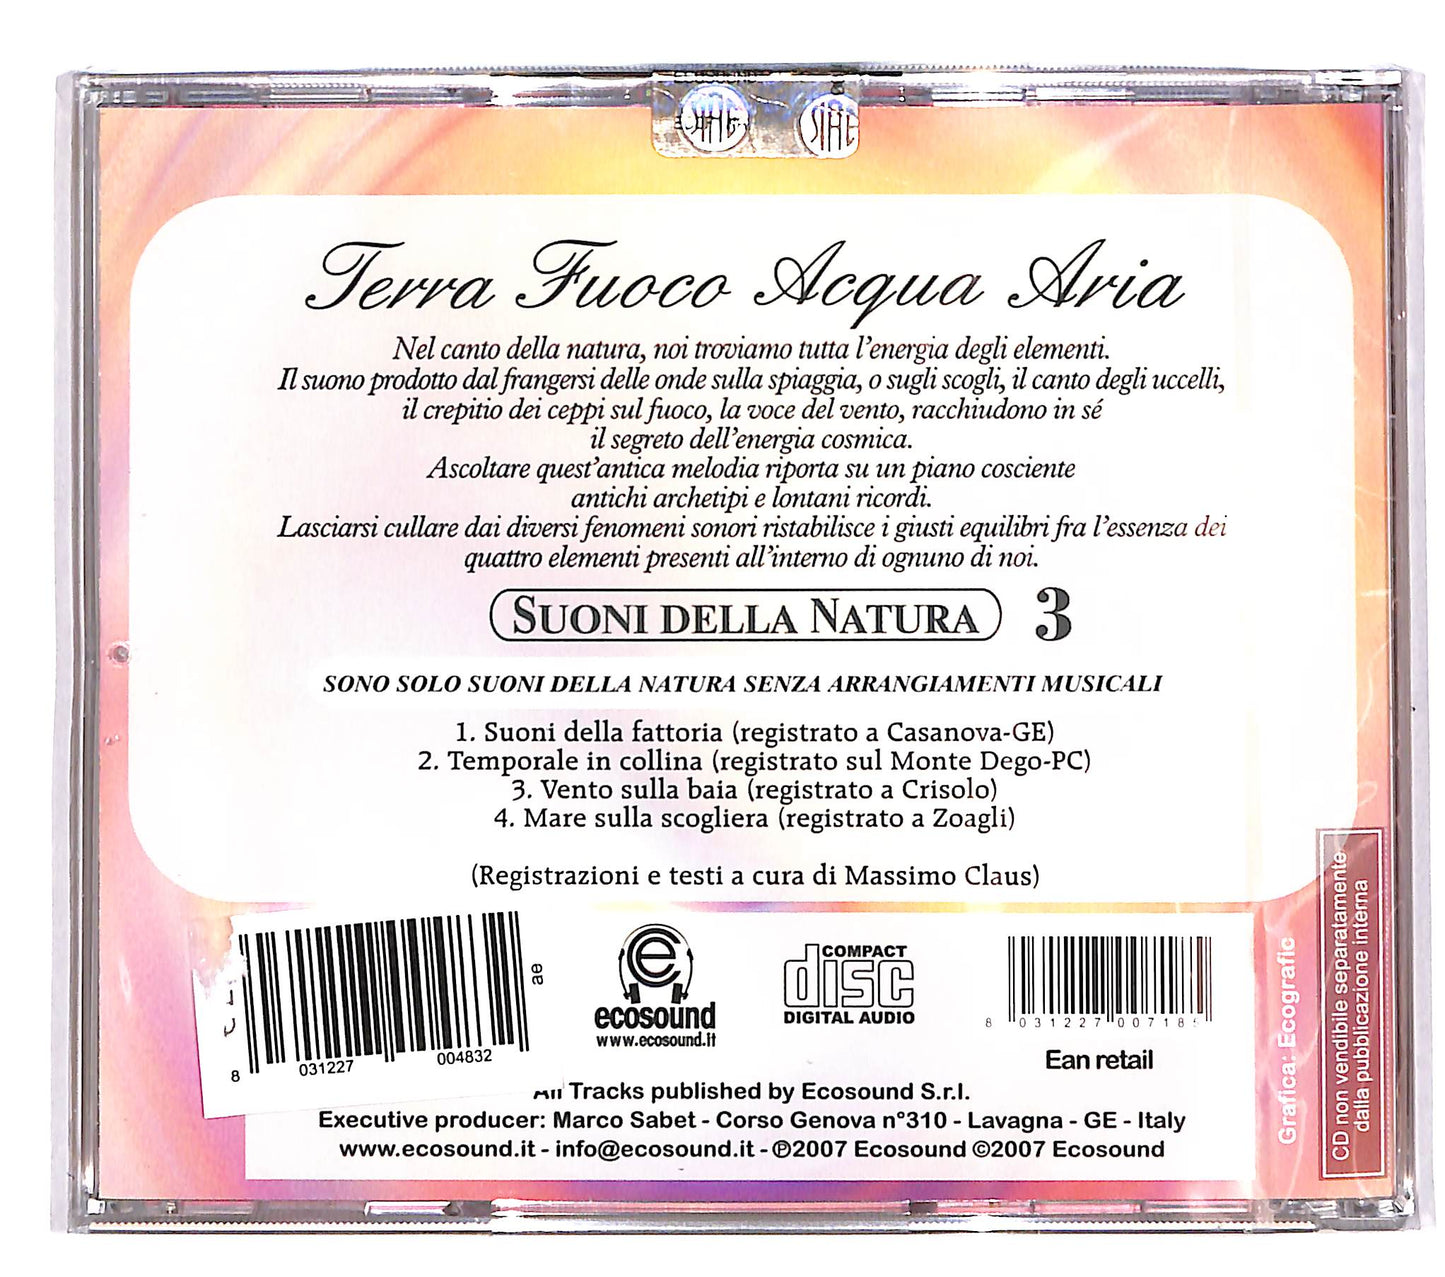 SIAE SIAE
Terra Fuoco Acqua Aria
Nel canto della natura, noi troviamo tutta l'energia degli elementi.
Il suono prodotto dal frangersi delle onde sulla spiaggia, o sugli scogli, il canto degli uccelli,
il crepitio dei ceppi sul fuoco, la voce del vento, racchiudono in sé
il segreto dell'energia cosmica.
Ascoltare quest'antica melodia riporta su un piano cosciente
antichi archetipi e lontani ricordi.
Lasciarsi cullare dai diversi fenomeni sonori ristabilisce i giusti equilibri fra l'essenza dei
quattro elementi presenti all'interno di ognuno di noi.
SUONI DELLA NATURA 3
SONO SOLO SUONI DELLA NATURA SENZA ARRANGIAMENTI MUSICALI
1. Suoni della fattoria (registrato a Casanova-GE)
2. Temporale in collina (registrato sul Monte Dego-PC)
3. Vento sulla baia (registrato a Crisolo)
4. Mare sulla scogliera (registrato a Zoagli)
(Registrazioni e testi a cura di Massimo Claus)
8 031227 004832
ae
e
ecosound
www.ecosound.it
COMPACT
disc
DIGITAL AUDIO
8 031227 007185
Ean retail
All Tracks published by Ecosound S.r.l.
Executive producer: Marco Sabet - Corso Genova n°310 - Lavagna - GE - Italy
www.ecosound.it - info@ecosound.it - ℗2007 Ecosound ©2007 Ecosound
Grafica: Ecografic
CD non vendibile separatamente
dalla pubblicazione interna